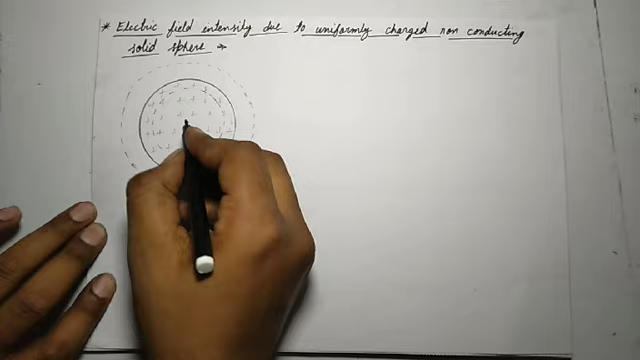 * Electric field intensity due to uniformly charged non conducting
solid sphere →